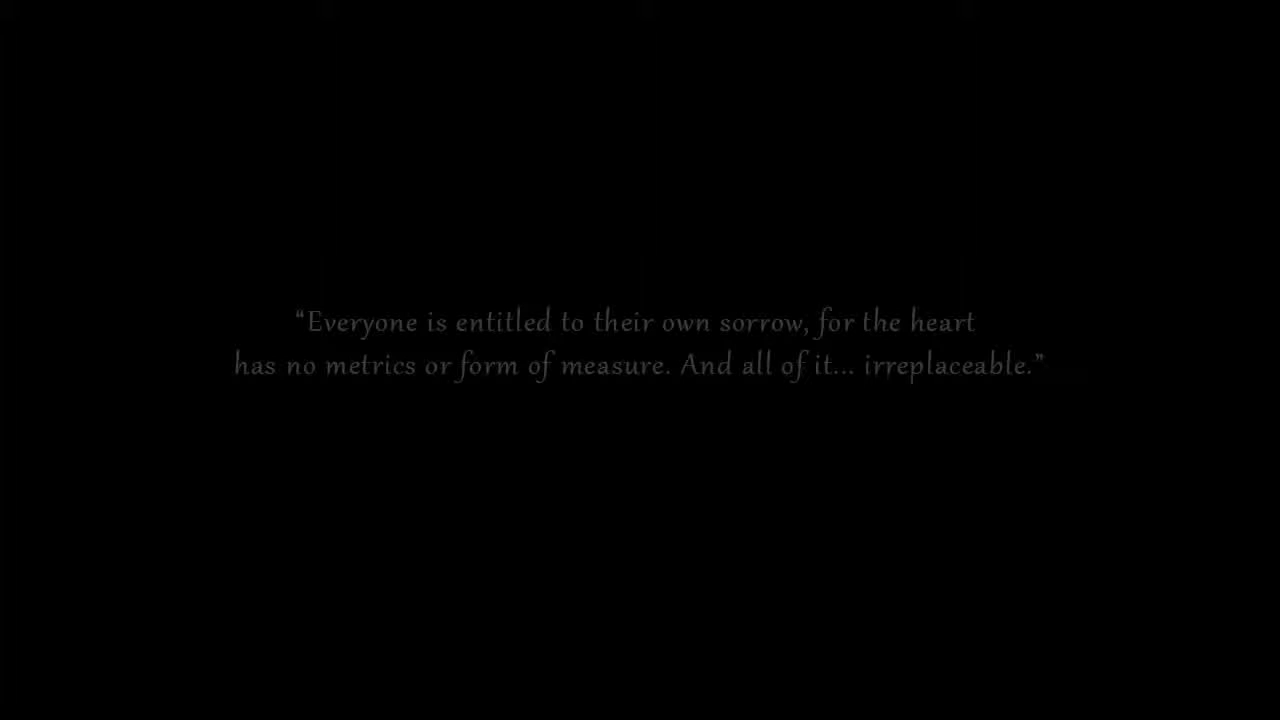 “Everyone is entitled to their own sorrow, for the heart
has no metrics or form of measure. And all of it... irreplaceable.”